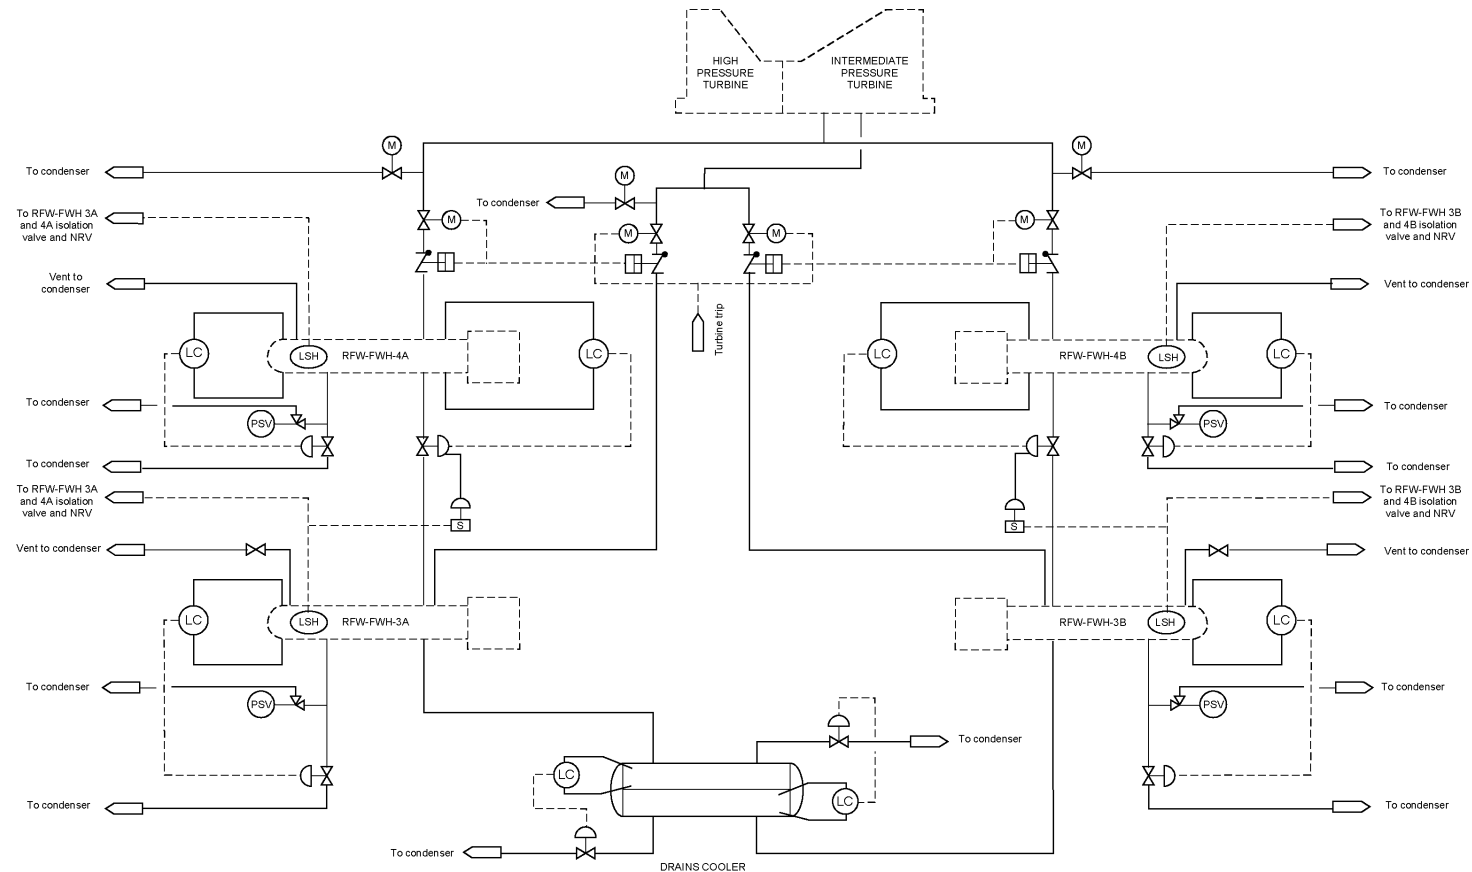 HIGH
PRESSURE
TURBINE
INTERMEDIATE
PRESSURE
TURBINE
M
M
To condenser
To condenser
M
To condenser
To RFW-FWH 3A
and 4A isolation
valve and NRV
M
M
M
M
To RFW-FWH 3B
and 4B isolation
valve and NRV
Vent to
condenser
Vent to condenser
Turbine trip
LC
LSH
RFW-FWH-4A
LC
LC
RFW-FWH-4B
LSH
LC
To condenser
PSV
PSV
To condenser
To condenser
To condenser
To RFW-FWH 3A
and 4A isolation
valve and NRV
S
S
To RFW-FWH 3B
and 4B isolation
valve and NRV
Vent to condenser
Vent to condenser
LC
LSH
RFW-FWH-3A
RFW-FWH-3B
LSH
LC
To condenser
PSV
PSV
To condenser
To condenser
LC
LC
To condenser
To condenser
To condenser
DRAINS COOLER